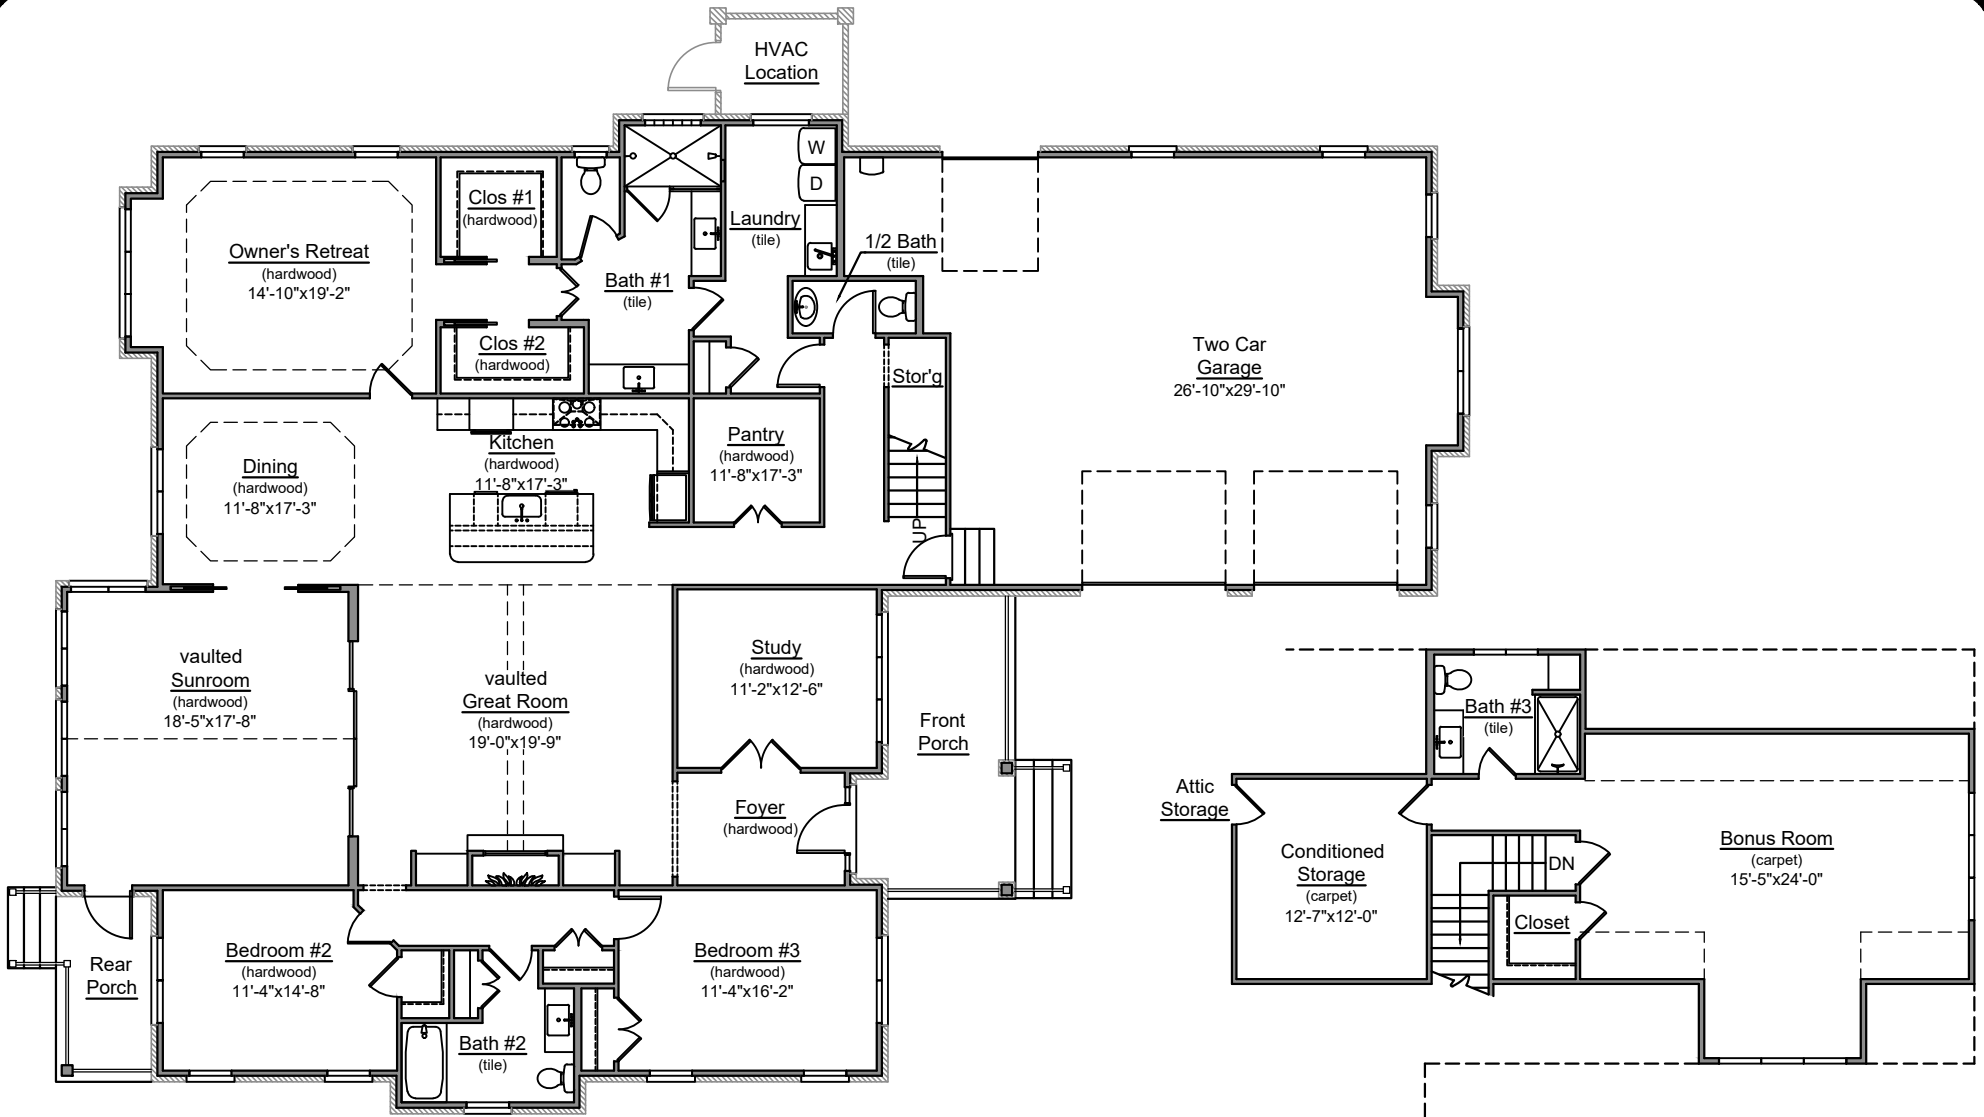 HVAC
Location
W
D
Clos #1
(hardwood)
Laundry
(tile)
Owner's Retreat
(hardwood)
14'-10"x19'-2"
1/2 Bath
(tile)
Bath #1
(tile)
Clos #2
(hardwood)
Stor'g
Two Car
Garage
26'-10"x29'-10"
Dining
(hardwood)
11'-8"x17'-3"
Kitchen
(hardwood)
11'-8"x17'-3"
Pantry
(hardwood)
11'-8"x17'-3"
UP
vaulted
Sunroom
(hardwood)
18'-5"x17'-8"
vaulted
Great Room
(hardwood)
19'-0"x19'-9"
Study
(hardwood)
11'-2"x12'-6"
Front
Porch
Foyer
(hardwood)
Bath #3
(tile)
Attic
Storage
Conditioned
Storage
(carpet)
12'-7"x12'-0"
DN
Bonus Room
(carpet)
15'-5"x24'-0"
Closet
Rear
Porch
Bedroom #2
(hardwood)
11'-4"x14'-8"
Bedroom #3
(hardwood)
11'-4"x16'-2"
Bath #2
(tile)